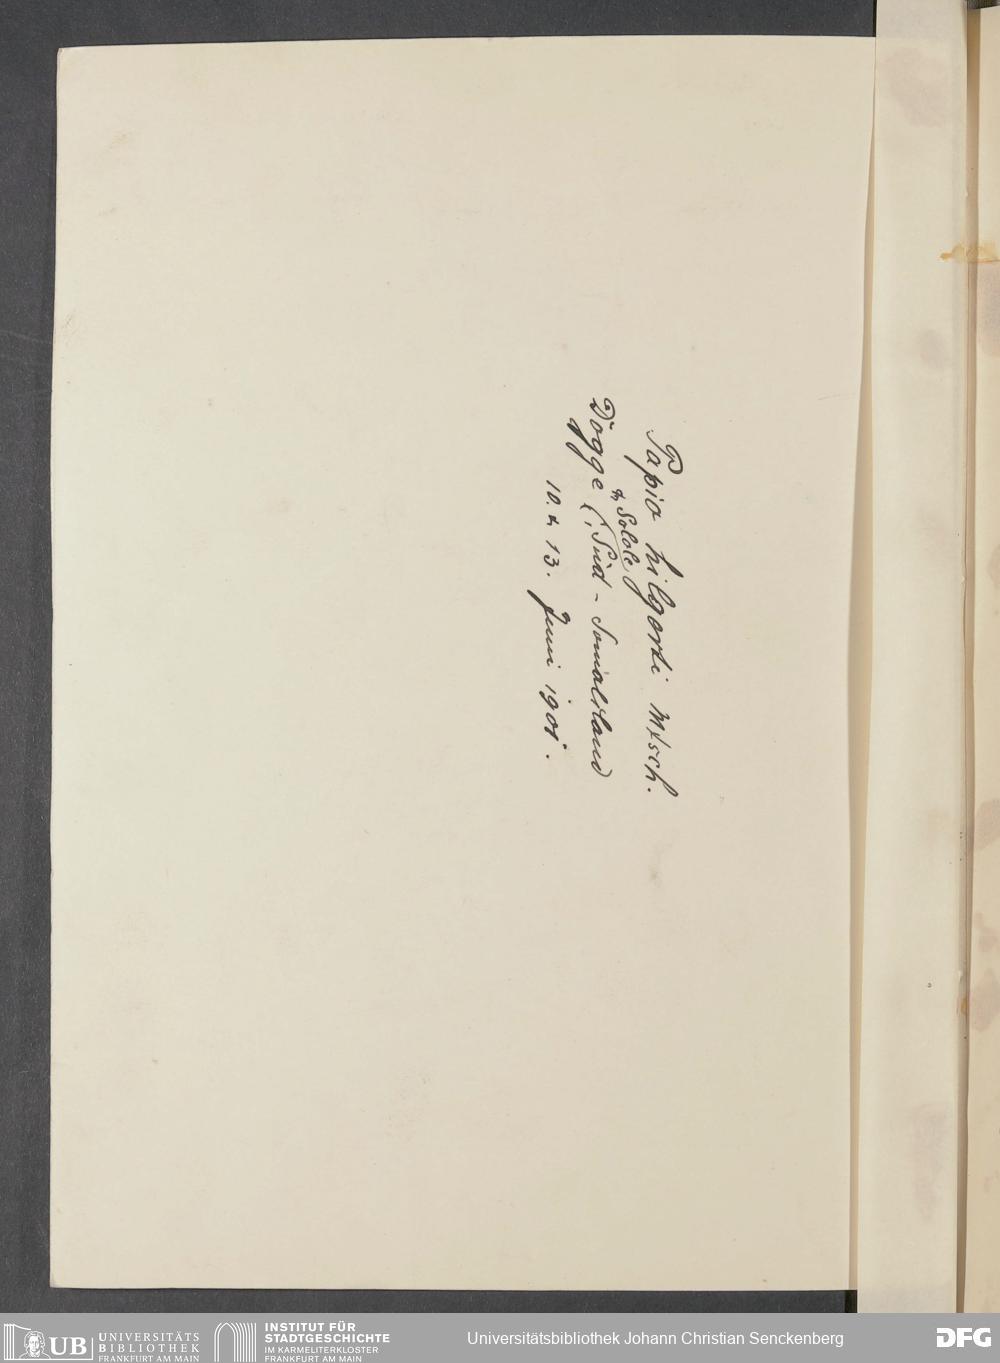 Papio hilgerti Mtsch.
& Solole
Dogge (Süd-Somaliland
10. u. 13. Juni 1901.
UB UNIVERSITÄTS
BIBLIOTHEK
FRANKFURT AM MAIN
INSTITUT FÜR
STADTGESCHICHTE
IM KARMELITERKLOSTER
FRANKFURT AM MAIN
Universitätsbibliothek Johann Christian Senckenberg
DFG